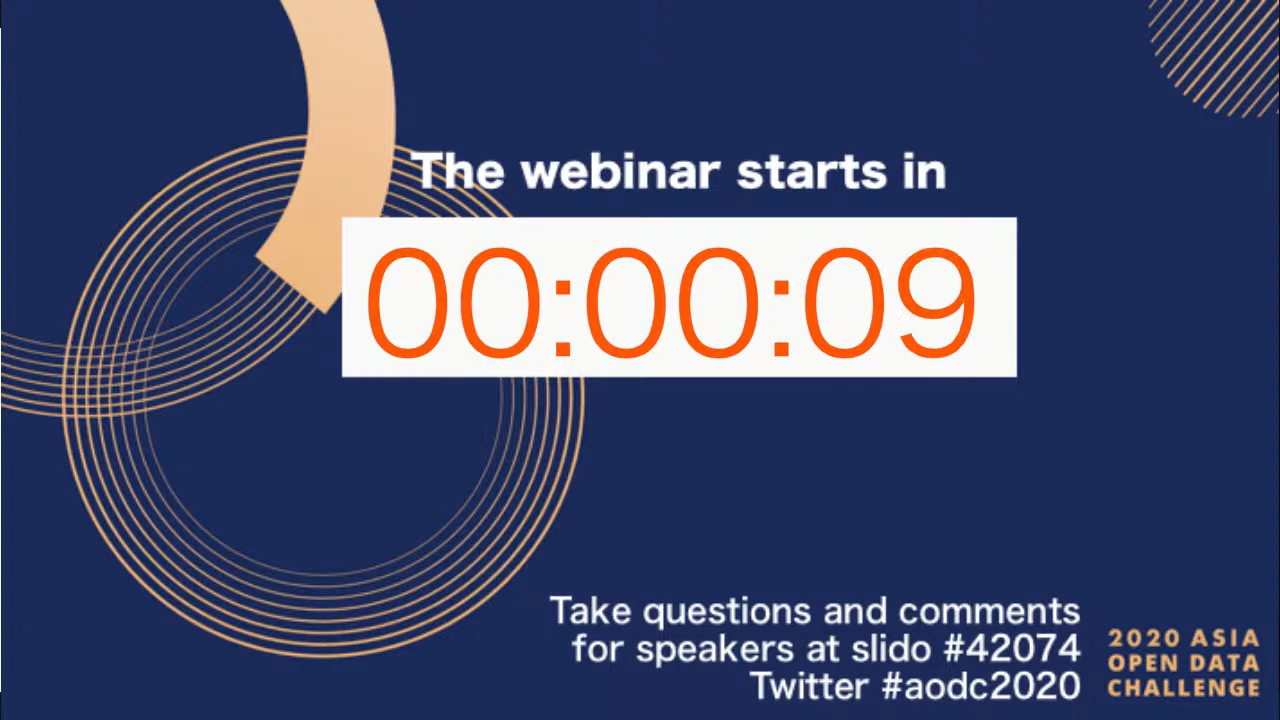 The webinar starts in
00:00:09
Take questions and comments
for speakers at slido #42074
Twitter #aodc2020
2020 ASIA
OPEN DATA
CHALLENGE